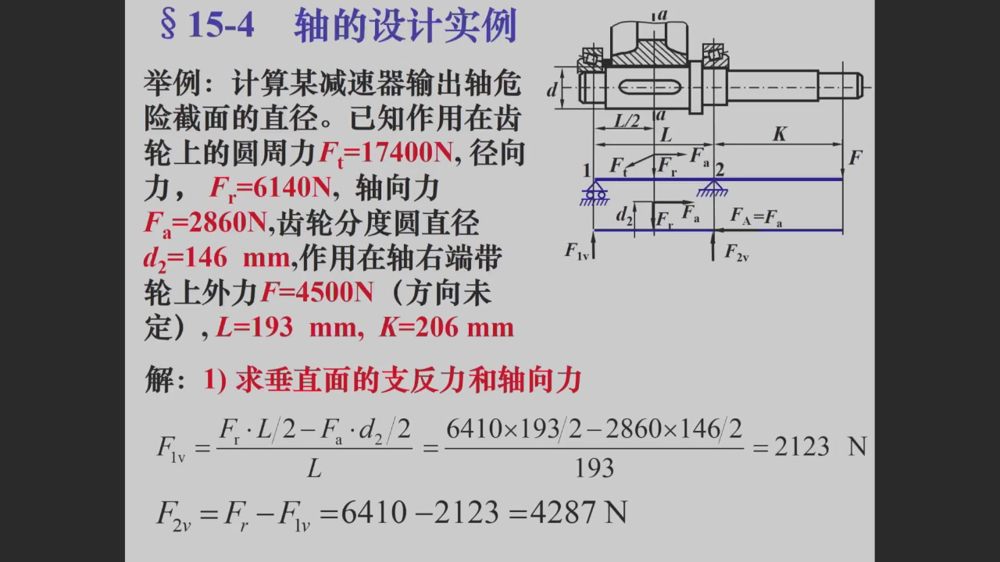 §15-4 轴的设计实例
举例：计算某减速器输出轴危
险截面的直径。已知作用在齿
轮上的圆周力Ft=17400N, 径向
力， Fr=6140N, 轴向力
Fa=2860N,齿轮分度圆直径
d2=146 mm,作用在轴右端带
轮上外力F=4500N（方向未
定）, L=193 mm, K=206 mm
a
d
a
L/2
L
K
Ft
Fr
Fa
F
1
2
d2
Fr
Fa
FA=Fa
F1v
F2v
解：1) 求垂直面的支反力和轴向力
F1v = (Fr·L/2－Fa·d2/2)/L = (6410×193/2－2860×146/2)/193 = 2123 N
F2v = Fr －F1v =6410 −2123 =4287 N